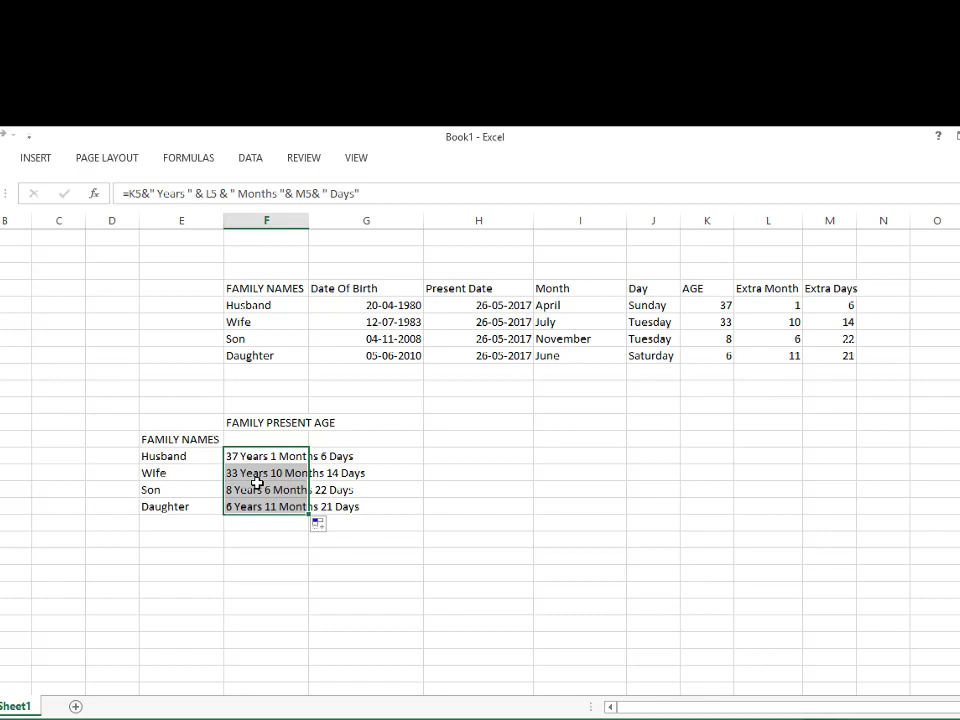 Book1 - Excel ?
INSERT PAGE LAYOUT FORMULAS DATA REVIEW VIEW
fx =K5&" Years " & L5 & " Months "& M5& " Days"
B C D E F G H I J K L M N O
FAMILY NAMES Date Of Birth Present Date Month Day AGE Extra Month Extra Days
Husband 20-04-1980 26-05-2017 April Sunday 37 1 6
Wife 12-07-1983 26-05-2017 July Tuesday 33 10 14
Son 04-11-2008 26-05-2017 November Tuesday 8 6 22
Daughter 05-06-2010 26-05-2017 June Saturday 6 11 21
FAMILY PRESENT AGE
FAMILY NAMES
Husband 37 Years 1 Months 6 Days
Wife 33 Years 10 Months 14 Days
Son 8 Years 6 Months 22 Days
Daughter 6 Years 11 Months 21 Days
Sheet1